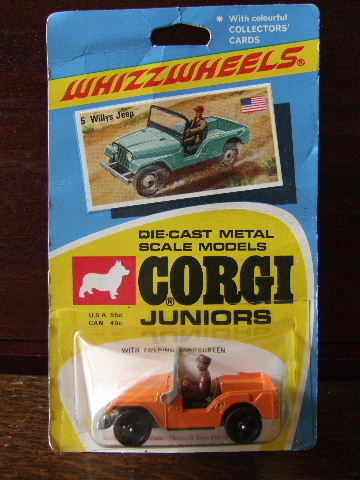 With colourful
COLLECTORS'
CARDS
WHIZZWHEELS®
5 Willys Jeep
DIE-CAST METAL
SCALE MODELS
CORGI®
JUNIORS
U.S.A 55c
CAN 49c
WITH FOLDING WINDSCREEN